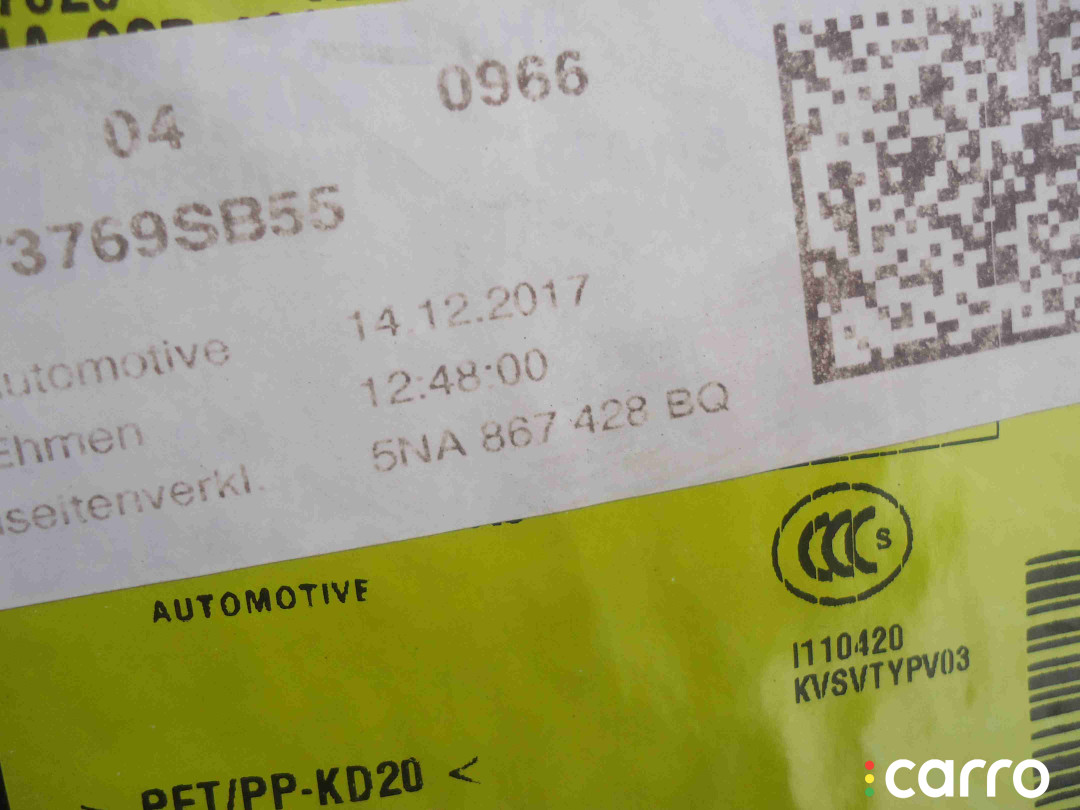 04 0966
3769SB55
14.12.2017
utomotive
12:48:00
Ehmen
5NA 867 428 BQ
seitenverkl.
AUTOMOTIVE
CCC S
I110420
KVSVTYPV03
PET/PP-KD20 <
carro